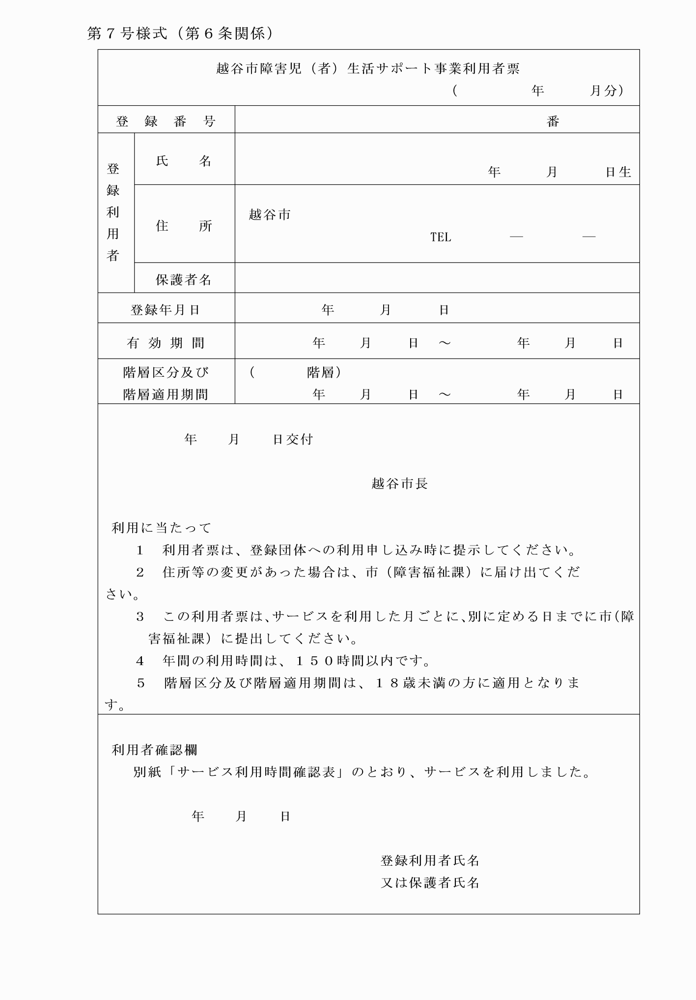 第７号様式（第６条関係）
越谷市障害児（者）生活サポート事業利用者票
（　　　　　年　　　月分）
登　録　番　号　　　　　番
登録利用者
氏　　名
年　　　月　　　日生
住　　所
越谷市
TEL　　　―　　　―
保護者名
登録年月日　　　年　　　月　　　日
有効期間　　　年　　月　　日　～　　　年　　月　　日
階層区分及び　（　　　階層）
階層適用期間　　　年　　月　　日　～　　　年　　月　　日
年　　月　　日交付
越谷市長
利用に当たって
１　利用者票は、登録団体への利用申し込み時に提示してください。
２　住所等の変更があった場合は、市（障害福祉課）に届け出てくだ
さい。
３　この利用者票は、サービスを利用した月ごとに、別に定める日までに市（障
害福祉課）に提出してください。
４　年間の利用時間は、１５０時間以内です。
５　階層区分及び階層適用期間は、１８歳未満の方に適用となりま
す。
利用者確認欄
別紙「サービス利用時間確認表」のとおり、サービスを利用しました。
年　　月　　日
登録利用者氏名
又は保護者氏名